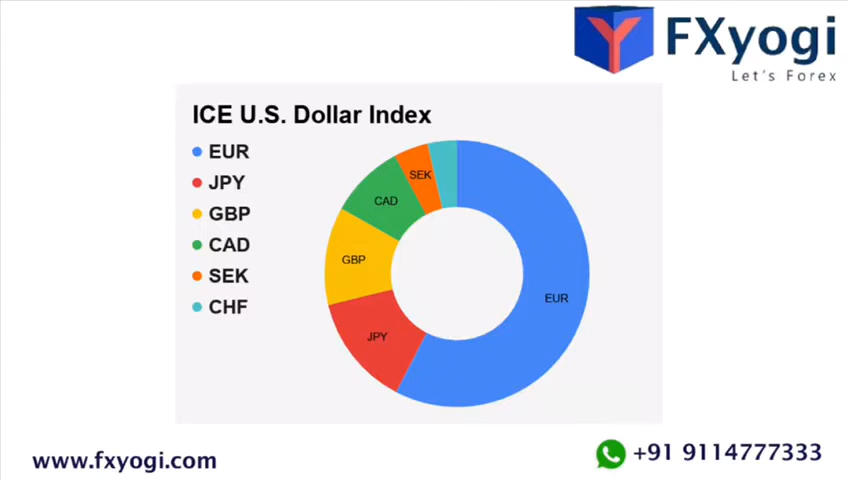 FXyogi
Let's Forex
ICE U.S. Dollar Index
EUR
JPY
GBP
CAD
SEK
CHF
SEK
CAD
GBP
EUR
JPY
www.fxyogi.com
+91 9114777333